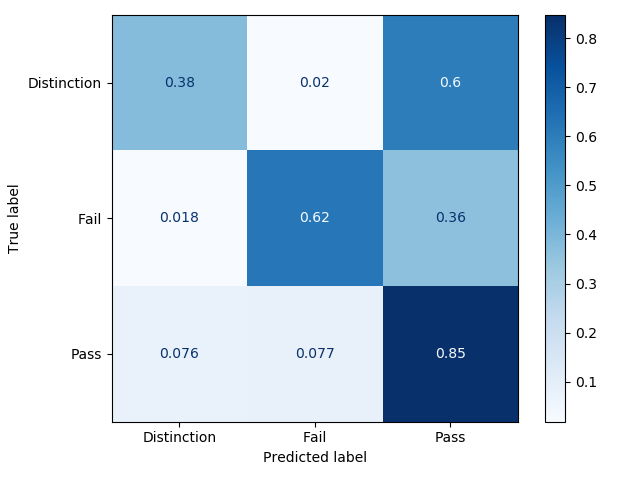 Distinction 0.38 0.02 0.6
Fail 0.018 0.62 0.36
Pass 0.076 0.077 0.85
Distinction Fail Pass
Predicted label
True label
0.8
0.7
0.6
0.5
0.4
0.3
0.2
0.1